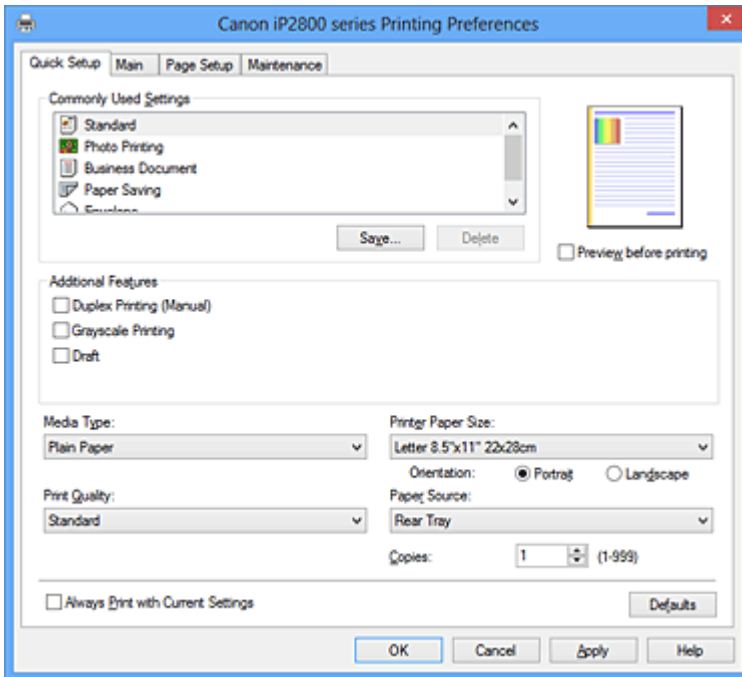 Canon iP2800 series Printing Preferences
Quick Setup Main Page Setup Maintenance
Commonly Used Settings
Standard
Photo Printing
Business Document
Paper Saving
Envelope
Save... Delete
Preview before printing
Additional Features
Duplex Printing (Manual)
Grayscale Printing
Draft
Media Type: Printer Paper Size:
Plain Paper Letter 8.5"x11" 22x28cm
Orientation: Portrait Landscape
Print Quality: Paper Source:
Standard Rear Tray
Copies: 1 (1-999)
Always Print with Current Settings Defaults
OK Cancel Apply Help